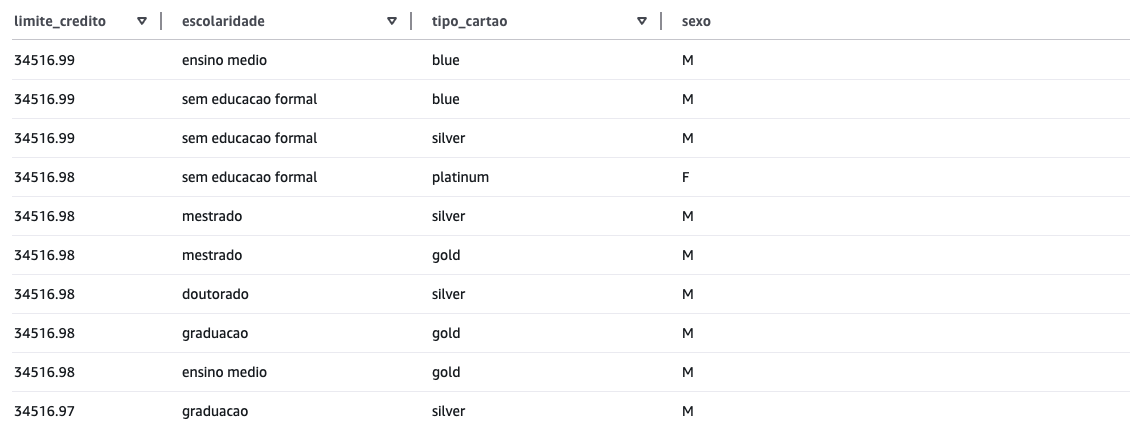 limite_credito escolaridade tipo_cartao sexo
34516.99 ensino medio blue M
34516.99 sem educacao formal blue M
34516.99 sem educacao formal silver M
34516.98 sem educacao formal platinum F
34516.98 mestrado silver M
34516.98 mestrado gold M
34516.98 doutorado silver M
34516.98 graduacao gold M
34516.98 ensino medio gold M
34516.97 graduacao silver M